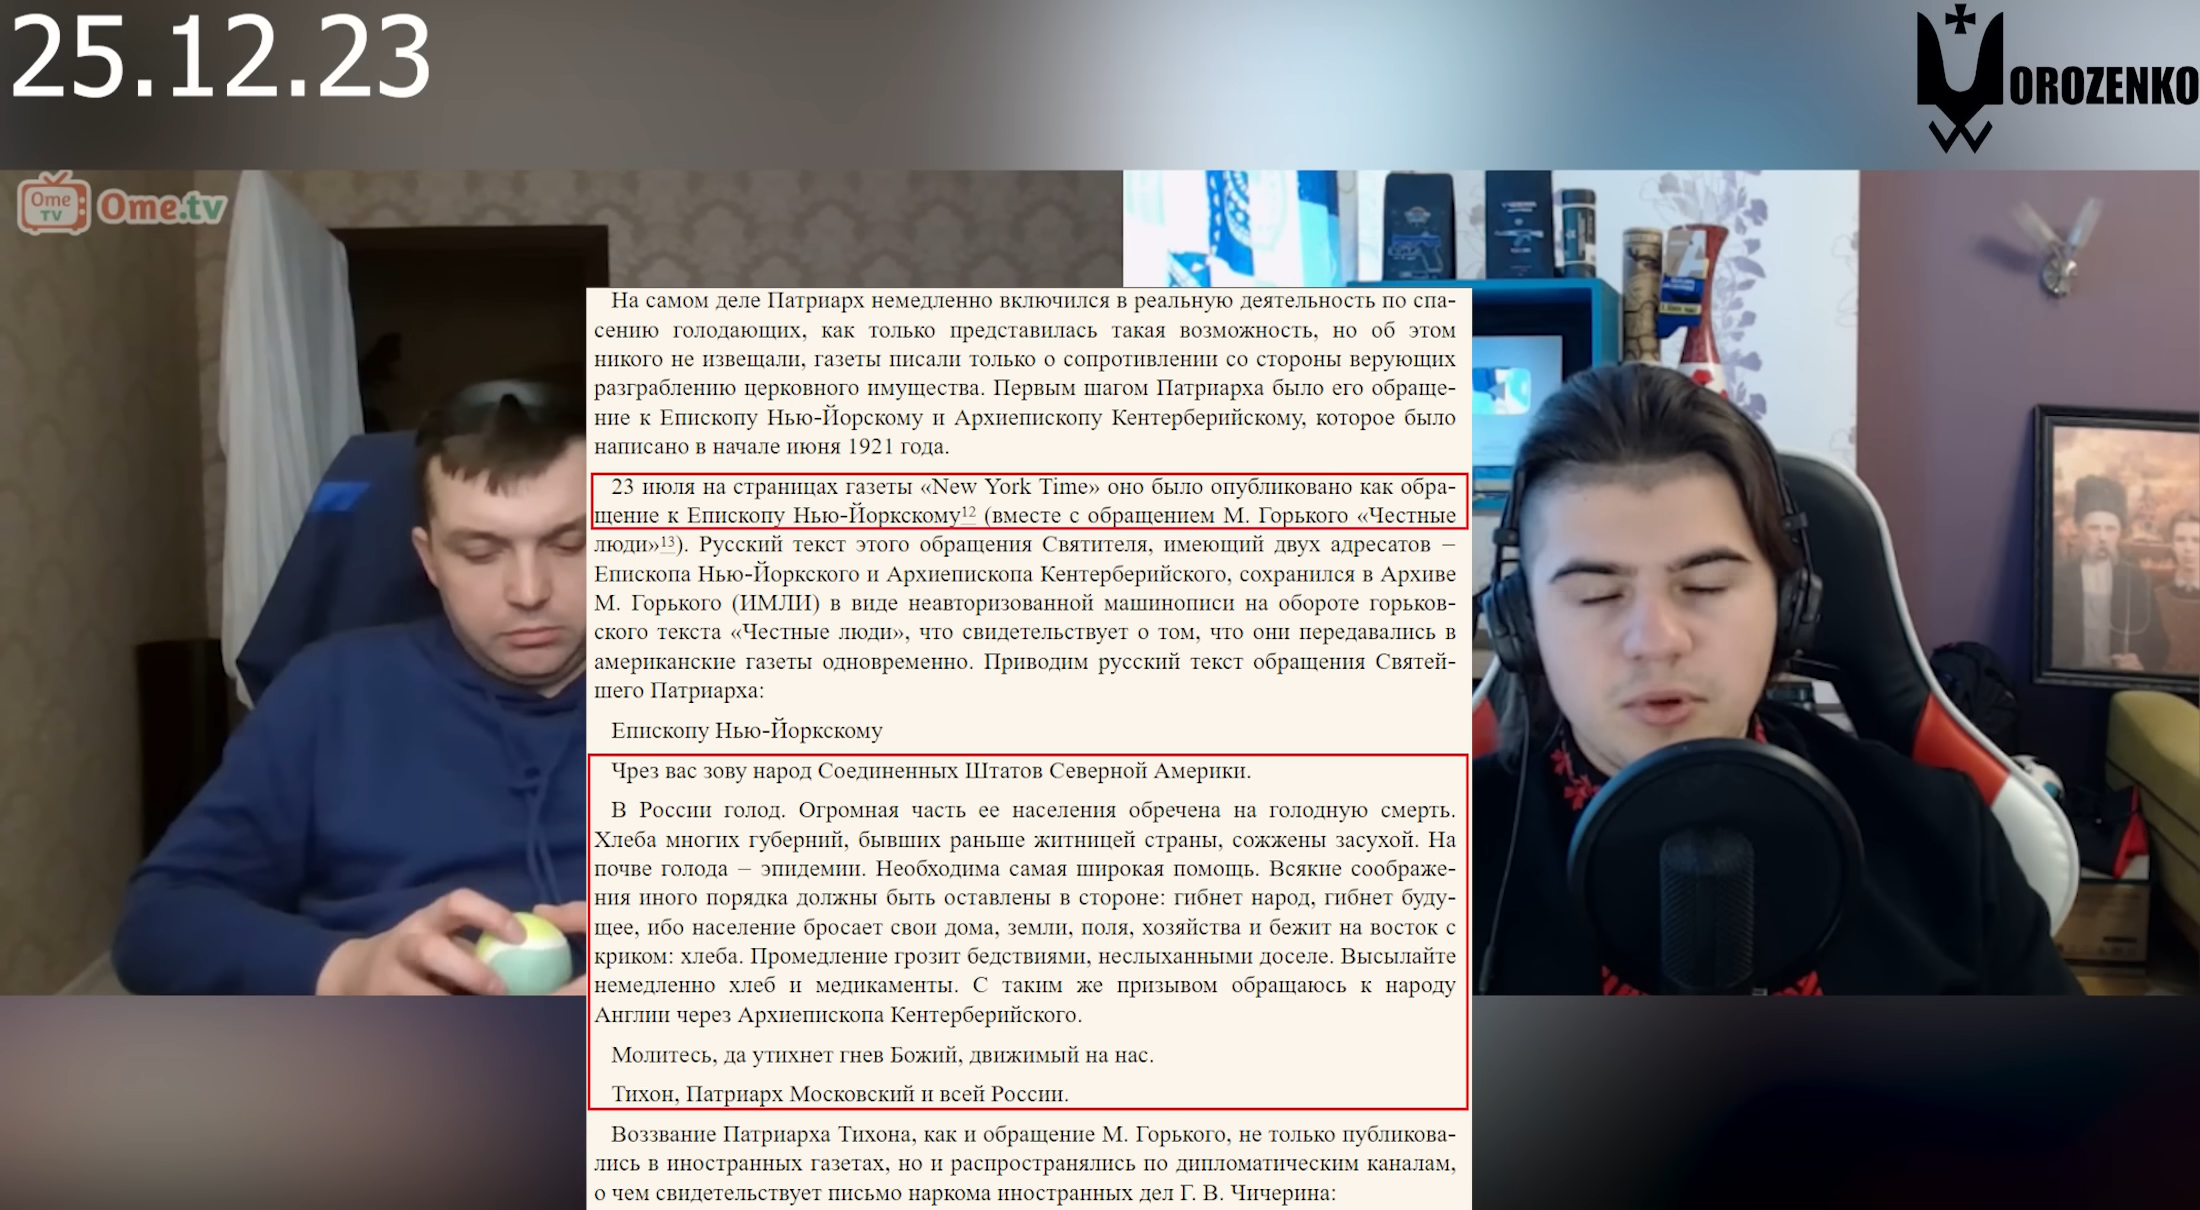 25.12.23
OROZENKO
Ome TV
Ome.tv
На самом деле Патриарх немедленно включился в реальную деятельность по спа-
сению голодающих, как только представилась такая возможность, но об этом
никого не извещали, газеты писали только о сопротивлении со стороны верующих
разграблению церковного имущества. Первым шагом Патриарха было его обраще-
ние к Епископу Нью-Йорскому и Архиепископу Кентерберийскому, которое было
написано в начале июня 1921 года.
23 июля на страницах газеты «New York Time» оно было опубликовано как обра-
щение к Епископу Нью-Йоркскому12 (вместе с обращением М. Горького «Честные
люди»13). Русский текст этого обращения Святителя, имеющий двух адресатов –
Епископа Нью-Йоркского и Архиепископа Кентерберийского, сохранился в Архиве
М. Горького (ИМЛИ) в виде неавторизованной машинописи на обороте горьков-
ского текста «Честные люди», что свидетельствует о том, что они передавались в
американские газеты одновременно. Приводим русский текст обращения Святей-
шего Патриарха:
Епископу Нью-Йоркскому
Чрез вас зову народ Соединенных Штатов Северной Америки.
В России голод. Огромная часть ее населения обречена на голодную смерть.
Хлеба многих губерний, бывших раньше житницей страны, сожжены засухой. На
почве голода – эпидемии. Необходима самая широкая помощь. Всякие соображе-
ния иного порядка должны быть оставлены в стороне: гибнет народ, гибнет буду-
щее, ибо население бросает свои дома, земли, поля, хозяйства и бежит на восток с
криком: хлеба. Промедление грозит бедствиями, неслыханными доселе. Высылайте
немедленно хлеб и медикаменты. С таким же призывом обращаюсь к народу
Англии через Архиепископа Кентерберийского.
Молитесь, да утихнет гнев Божий, движимый на нас.
Тихон, Патриарх Московский и всей России.
Воззвание Патриарха Тихона, как и обращение М. Горького, не только публикова-
лись в иностранных газетах, но и распространялись по дипломатическим каналам,
о чем свидетельствует письмо наркома иностранных дел Г. В. Чичерина: